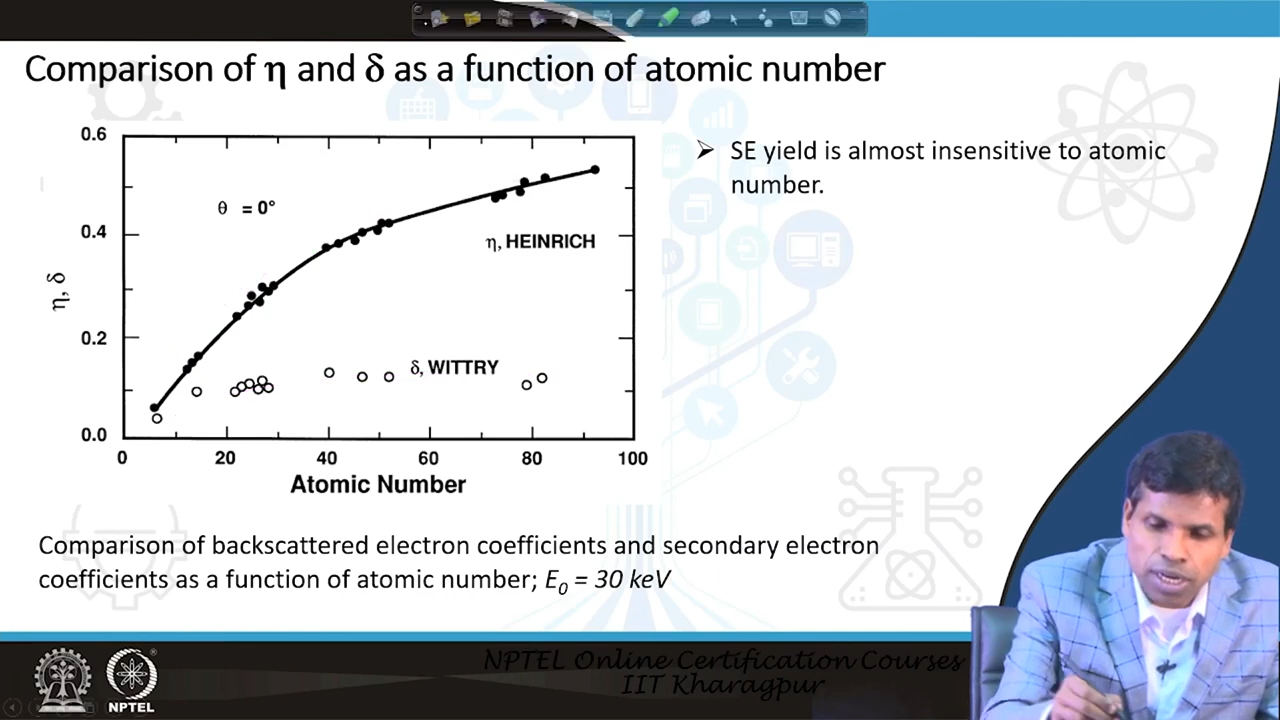 Comparison of η and δ as a function of atomic number
0.6
0.4
0.2
0.0
η, δ
θ = 0°
η, HEINRICH
δ, WITTRY
0
20
40
60
80
100
Atomic Number
➢ SE yield is almost insensitive to atomic
number.
Comparison of backscattered electron coefficients and secondary electron
coefficients as a function of atomic number; E₀ = 30 keV
NPTEL
NPTEL Online Certification Courses
IIT Kharagpur